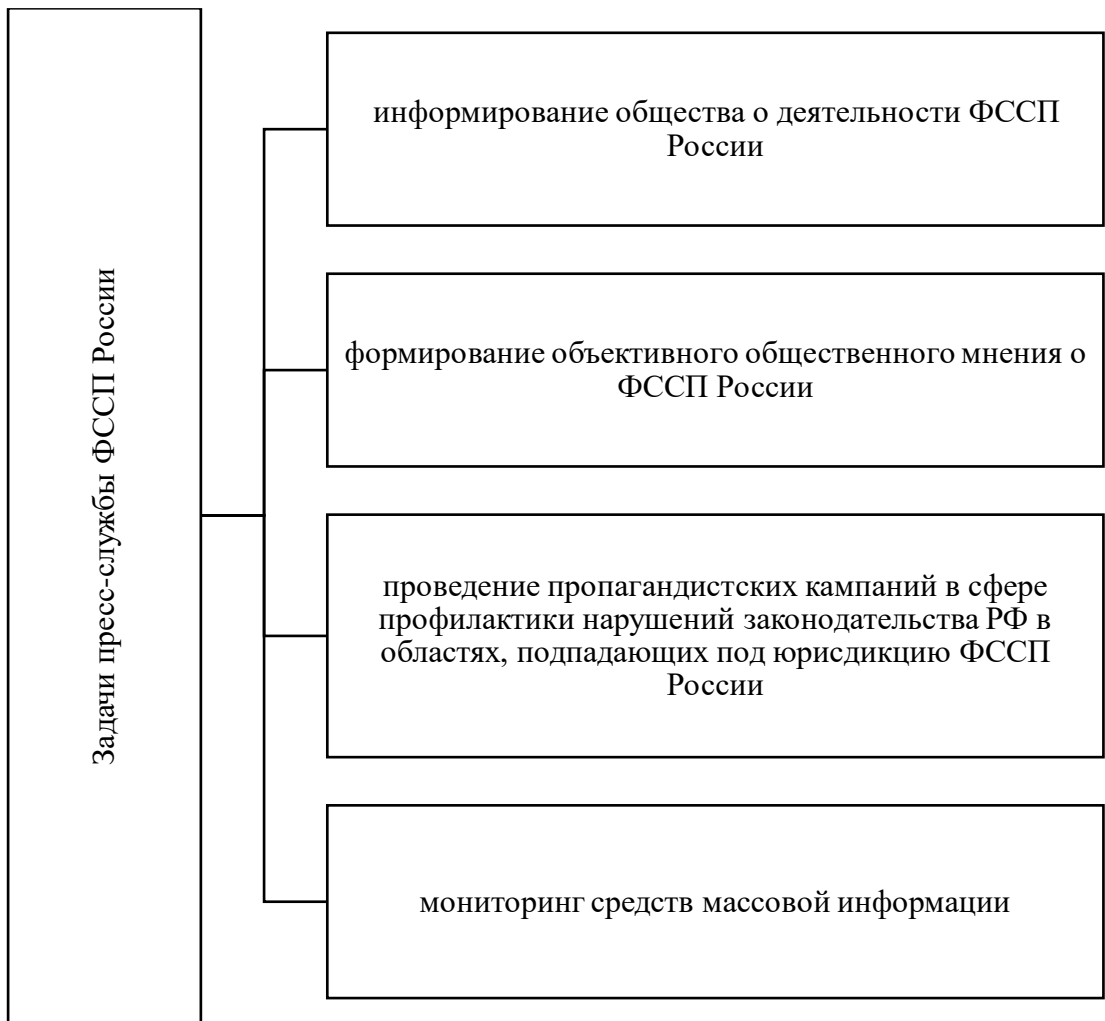 Задачи пресс-службы ФССП России
информирование общества о деятельности ФССП
России
формирование объективного общественного мнения о
ФССП России
проведение пропагандистских кампаний в сфере
профилактики нарушений законодательства РФ в
областях, подпадающих под юрисдикцию ФССП
России
мониторинг средств массовой информации